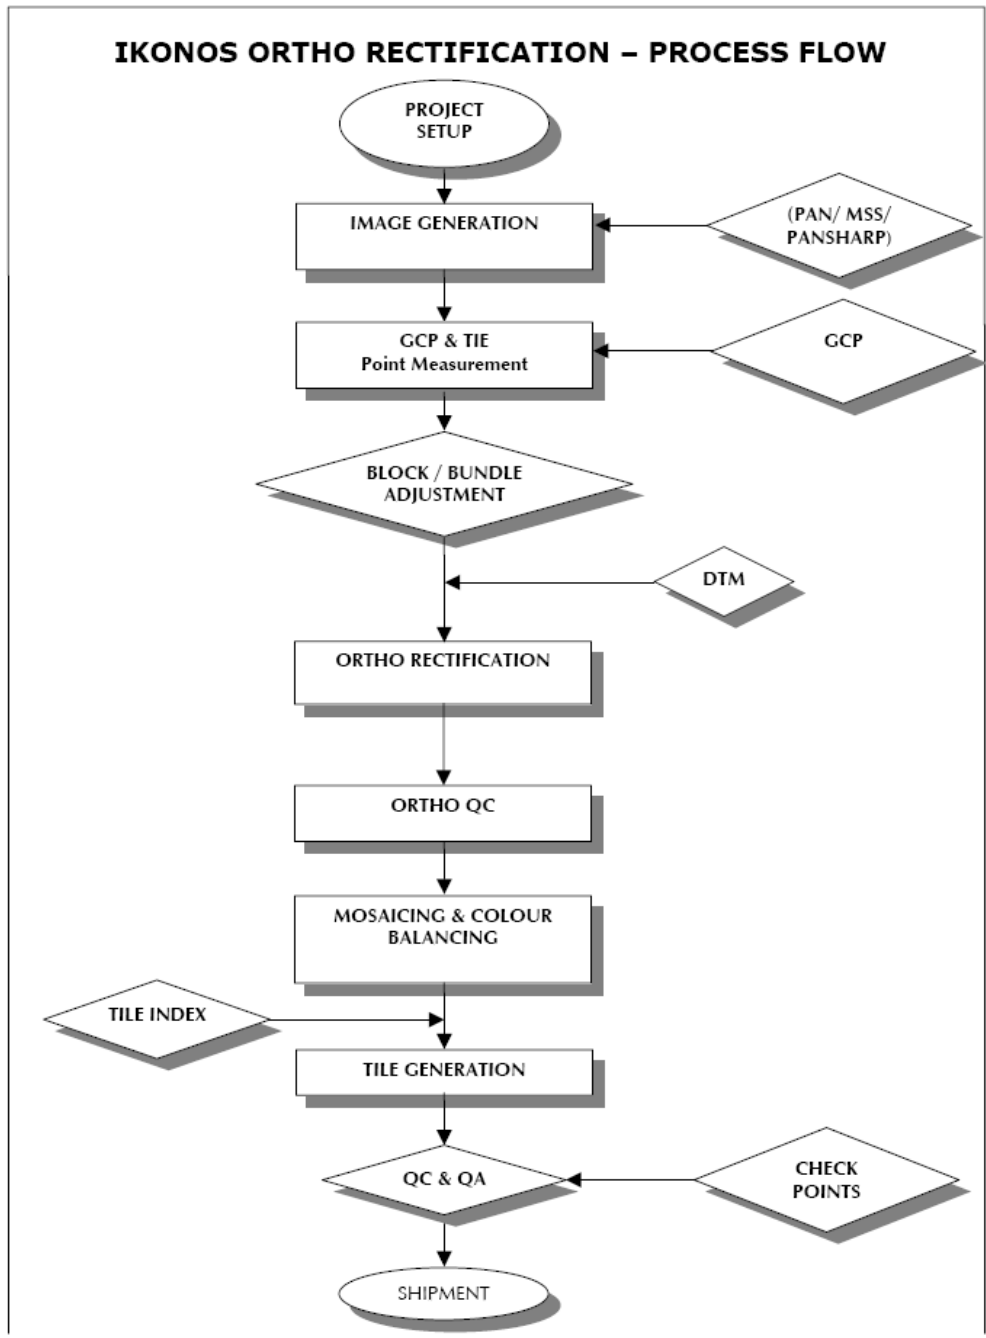 IKONOS ORTHO RECTIFICATION – PROCESS FLOW
PROJECT
SETUP
IMAGE GENERATION
(PAN/ MSS/
PANSHARP)
GCP & TIE
Point Measurement
GCP
BLOCK / BUNDLE
ADJUSTMENT
DTM
ORTHO RECTIFICATION
ORTHO QC
MOSAICING & COLOUR
BALANCING
TILE INDEX
TILE GENERATION
QC & QA
CHECK
POINTS
SHIPMENT